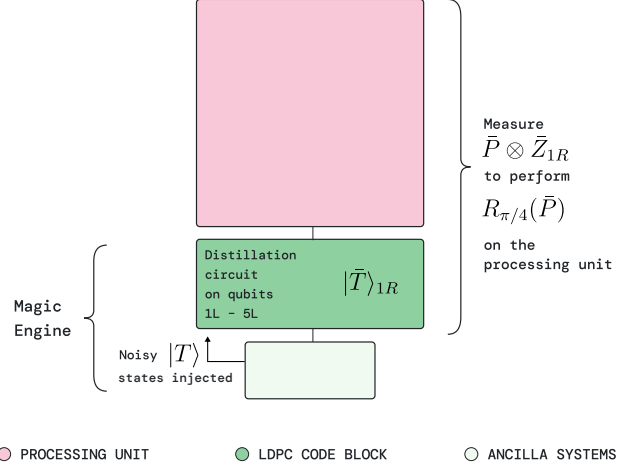 Measure
P̄ ⊗ Z̄₁R
to perform
Rπ/4(P̄)
on the
processing unit
Distillation
circuit
on qubits
1L – 5L
|T̄⟩₁R
Magic
Engine
Noisy |T⟩
states injected
PROCESSING UNIT
LDPC CODE BLOCK
ANCILLA SYSTEMS